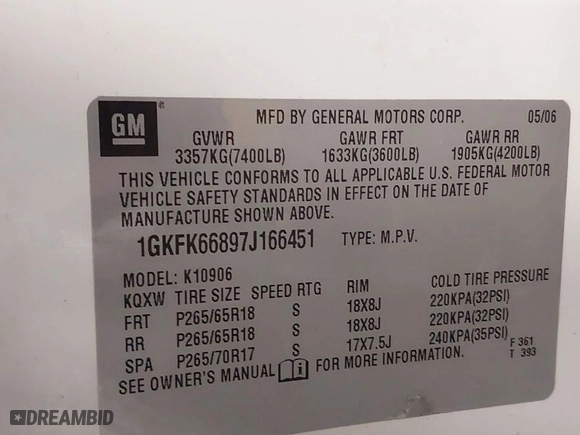 GM ®
MFD BY GENERAL MOTORS CORP. 05/06
GVWR GAWR FRT GAWR RR
3357KG(7400LB) 1633KG(3600LB) 1905KG(4200LB)
THIS VEHICLE CONFORMS TO ALL APPLICABLE U.S. FEDERAL MOTOR
VEHICLE SAFETY STANDARDS IN EFFECT ON THE DATE OF
MANUFACTURE SHOWN ABOVE.
1GKFK66897J166451 TYPE: M.P.V.
MODEL: K10906
KQXW TIRE SIZE SPEED RTG RIM COLD TIRE PRESSURE
FRT P265/65R18 S 18X8J 220KPA(32PSI)
RR P265/65R18 S 18X8J 220KPA(32PSI)
SPA P265/70R17 S 17X7.5J 240KPA(35PSI)
F 361
T 393
SEE OWNER'S MANUAL i FOR MORE INFORMATION.
DREAMBID